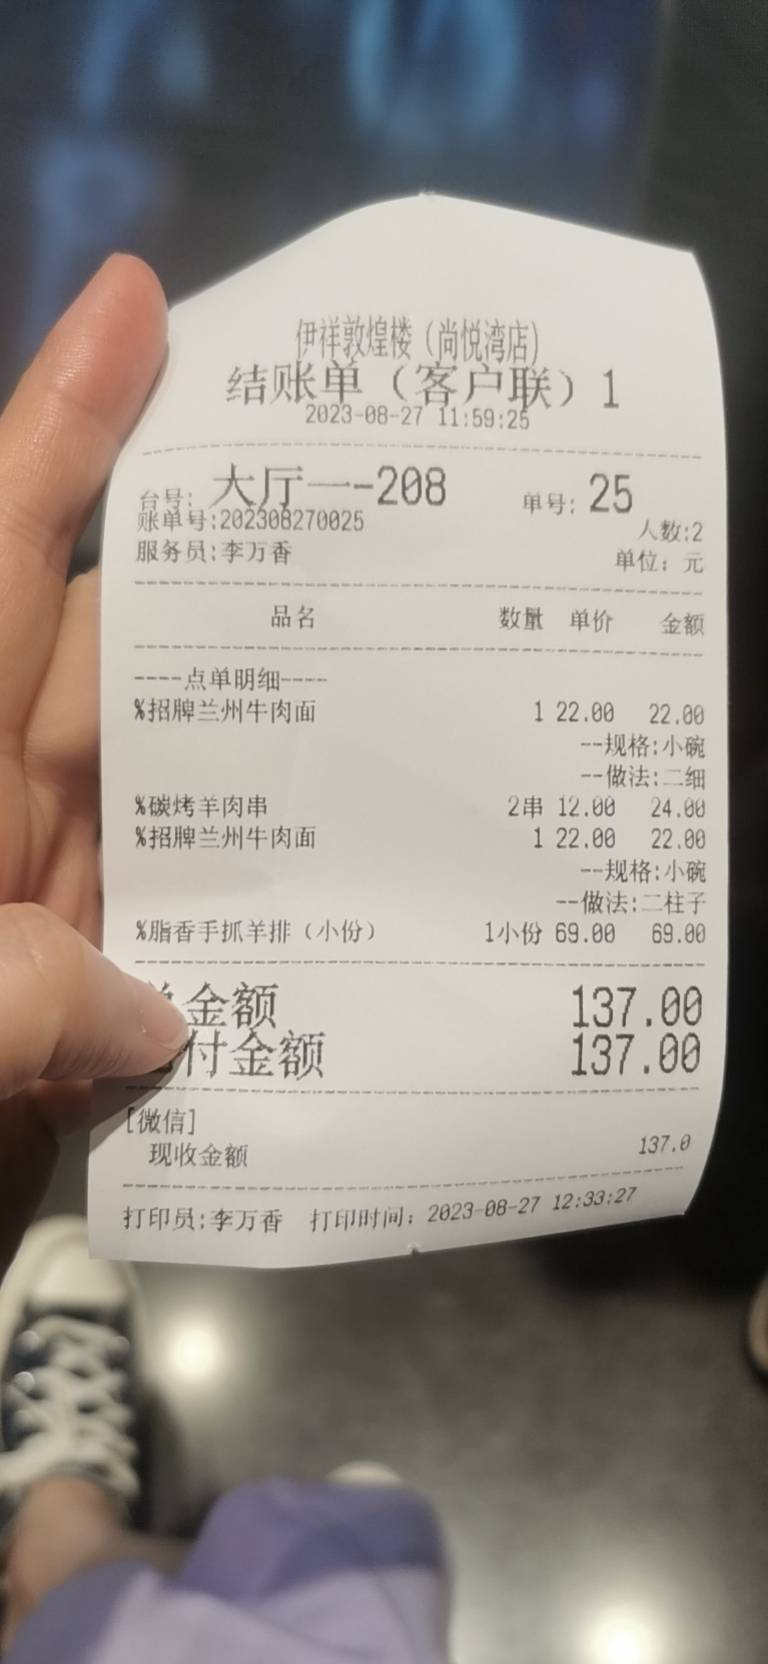 伊祥敦煌楼（尚悦湾店）
结账单（客户联）1
2023-08-27 11:59:25
台号: 大厅一-208 单号: 25
账单号:202308270025 人数:2
服务员:李万香 单位: 元
品名 数量 单价 金额
----点单明细----
%招牌兰州牛肉面 1 22.00 22.00
--规格:小碗
--做法:二细
%碳烤羊肉串 2串 12.00 24.00
%招牌兰州牛肉面 1 22.00 22.00
--规格:小碗
--做法:二柱子
%脂香手抓羊排（小份） 1小份 69.00 69.00
金额 137.00
付金额 137.00
[微信]
现收金额 137.0
打印员:李万香 打印时间: 2023-08-27 12:33:27